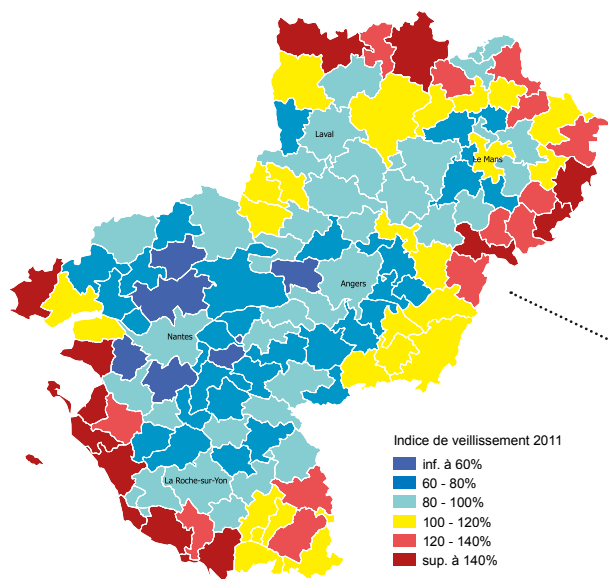 Laval
Le Mans
Angers
Nantes
La Roche-sur-Yon
Indice de veillissement 2011
inf. à 60%
60 - 80%
80 - 100%
100 - 120%
120 - 140%
sup. à 140%